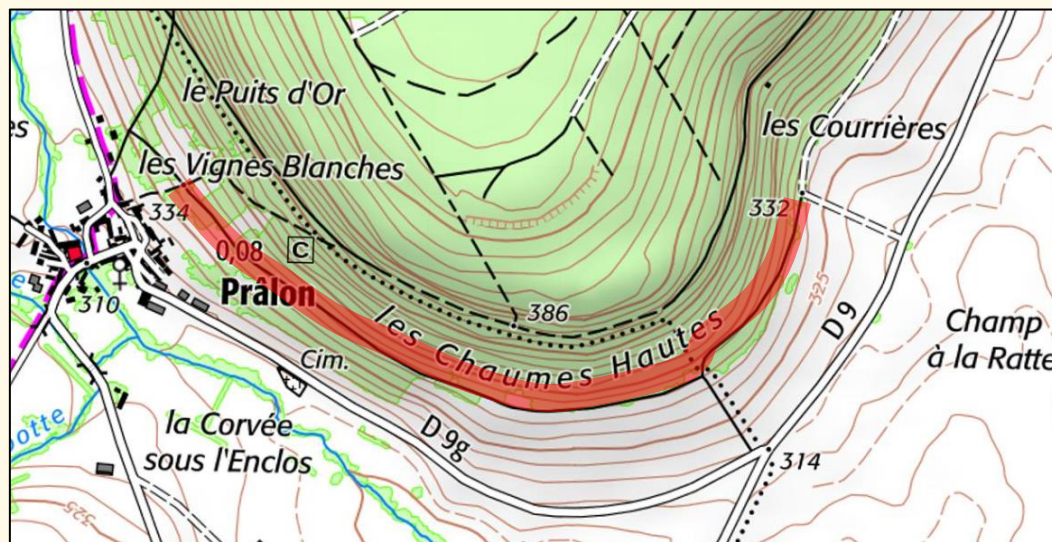 le Puits d'Or
les Courrières
es
les Vignes Blanches
334
332
0,08
C
Prâlon
325
310
386
D 9
les Chaumes Hautes
Champ
à la Ratte
Cim.
D 9g
la Corvée
sous l'Enclos
314
325